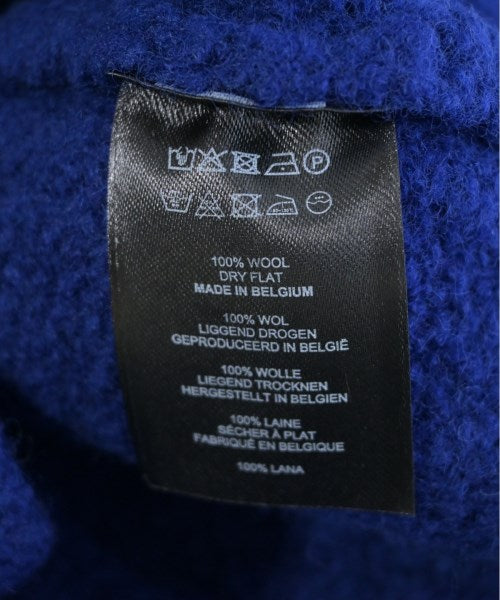 P
100% WOOL
DRY FLAT
MADE IN BELGIUM
100% WOL
LIGGEND DROGEN
GEPRODUCEERD IN BELGIË
100% WOLLE
LIEGEND TROCKNEN
HERGESTELLT IN BELGIEN
100% LAINE
SÉCHER À PLAT
FABRIQUÉ EN BELGIQUE
100% LANA